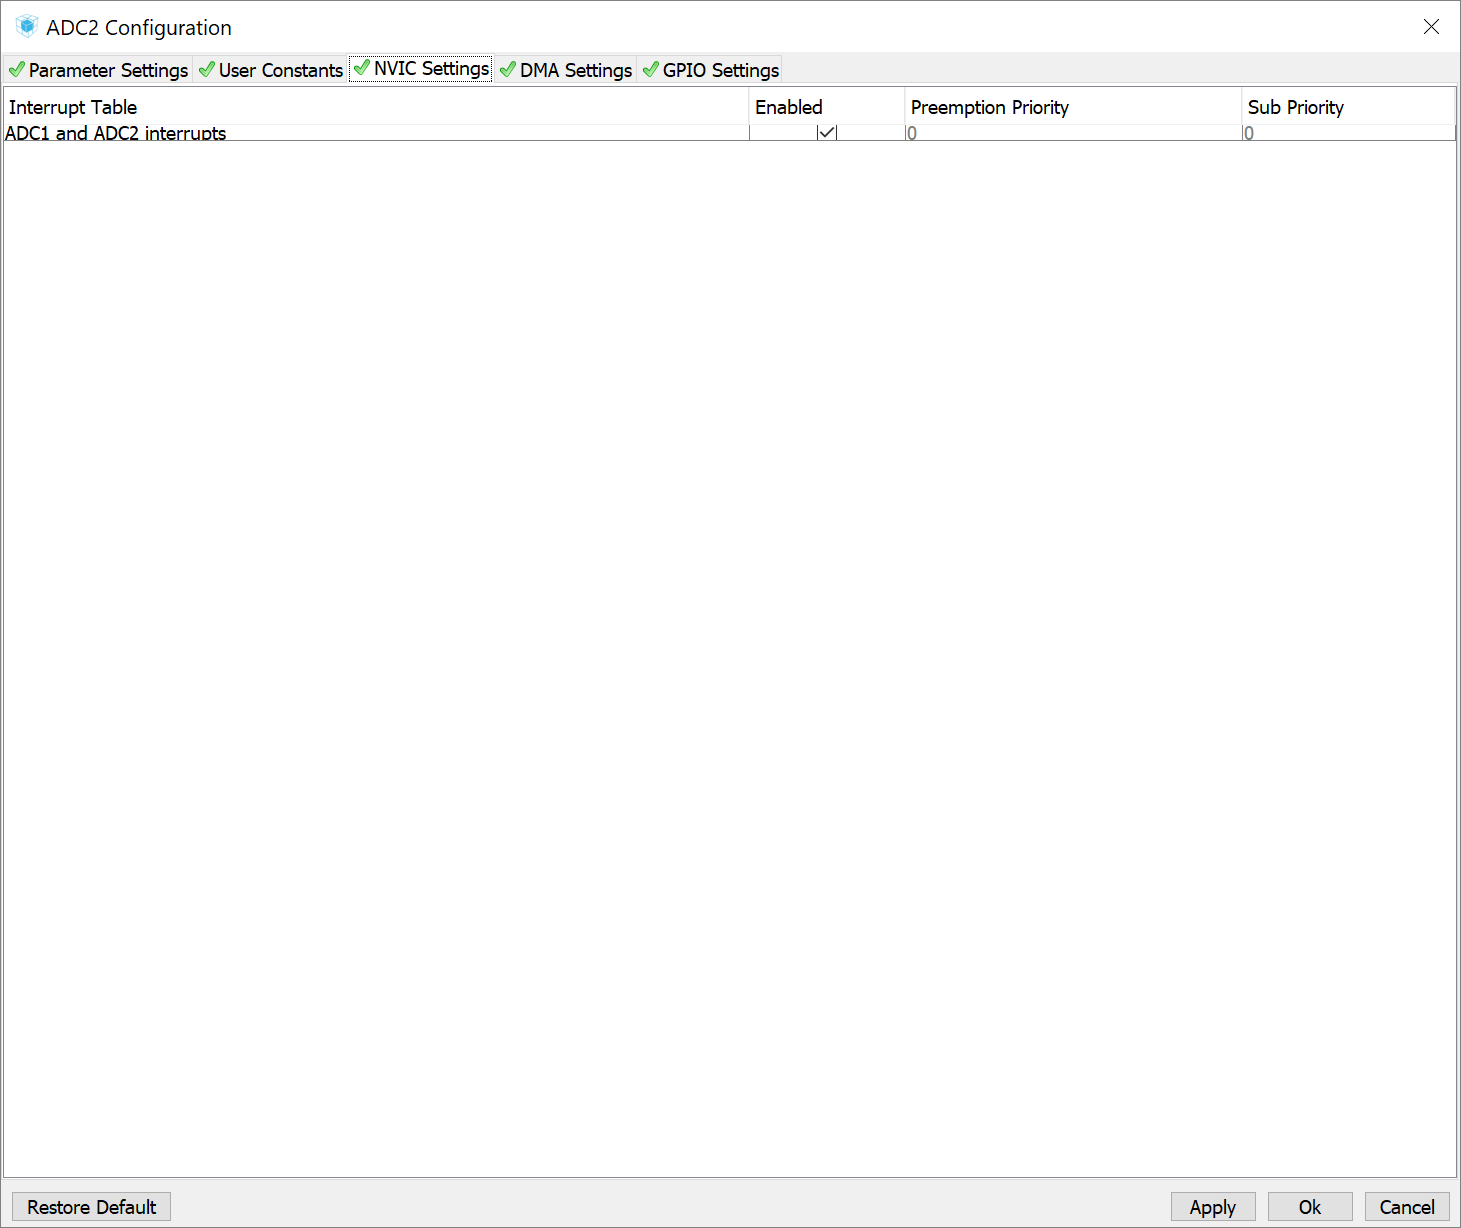 ADC2 Configuration
Parameter Settings User Constants NVIC Settings DMA Settings GPIO Settings
Interrupt Table Enabled Preemption Priority Sub Priority
ADC1 and ADC2 interrupts 0 0
Restore Default Apply Ok Cancel